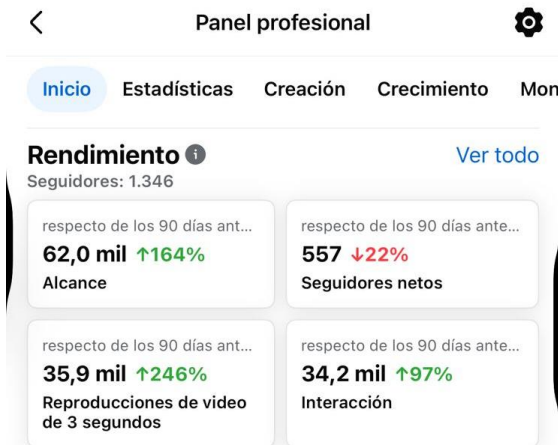 Panel profesional
Inicio Estadísticas Creación Crecimiento Mon
Rendimiento
Ver todo
Seguidores: 1.346
respecto de los 90 días ant...
62,0 mil ↑164%
Alcance
respecto de los 90 días ante...
557 ↓22%
Seguidores netos
respecto de los 90 días ant...
35,9 mil ↑246%
Reproducciones de video
de 3 segundos
respecto de los 90 días ante...
34,2 mil ↑97%
Interacción